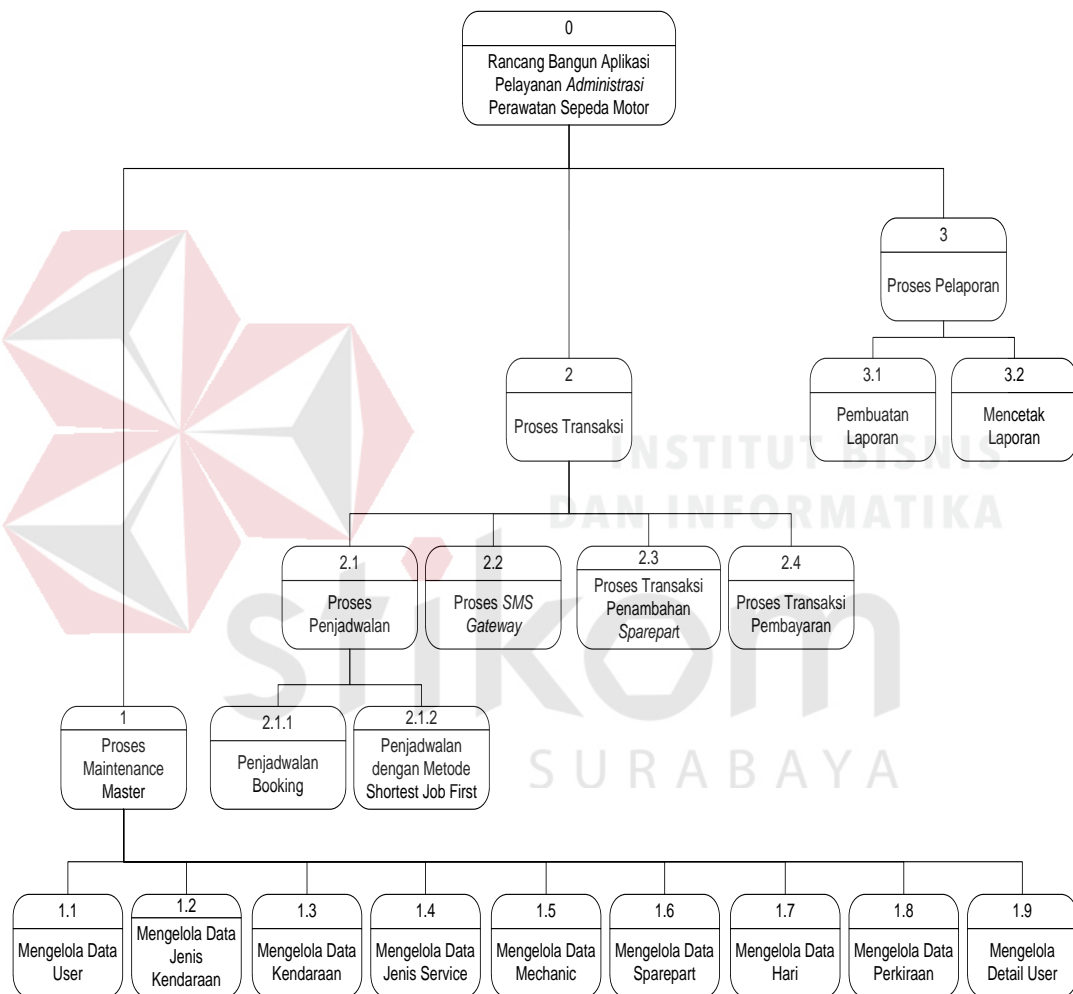 0
Rancang Bangun Aplikasi
Pelayanan Administrasi
Perawatan Sepeda Motor
3
Proses Pelaporan
3.1
Pembuatan
Laporan
3.2
Mencetak
Laporan
2
Proses Transaksi
INSTITUT BISNIS
DAN INFORMATIKA
2.1
Proses
Penjadwalan
2.2
Proses SMS
Gateway
2.3
Proses Transaksi
Penambahan
Sparepart
2.4
Proses Transaksi
Pembayaran
stikom
SURABAYA
1
Proses
Maintenance
Master
2.1.1
Penjadwalan
Booking
2.1.2
Penjadwalan
dengan Metode
Shortest Job First
1.1
Mengelola Data
User
1.2
Mengelola Data
Jenis
Kendaraan
1.3
Mengelola Data
Kendaraan
1.4
Mengelola Data
Jenis Service
1.5
Mengelola Data
Mechanic
1.6
Mengelola Data
Sparepart
1.7
Mengelola Data
Hari
1.8
Mengelola Data
Perkiraan
1.9
Mengelola
Detail User